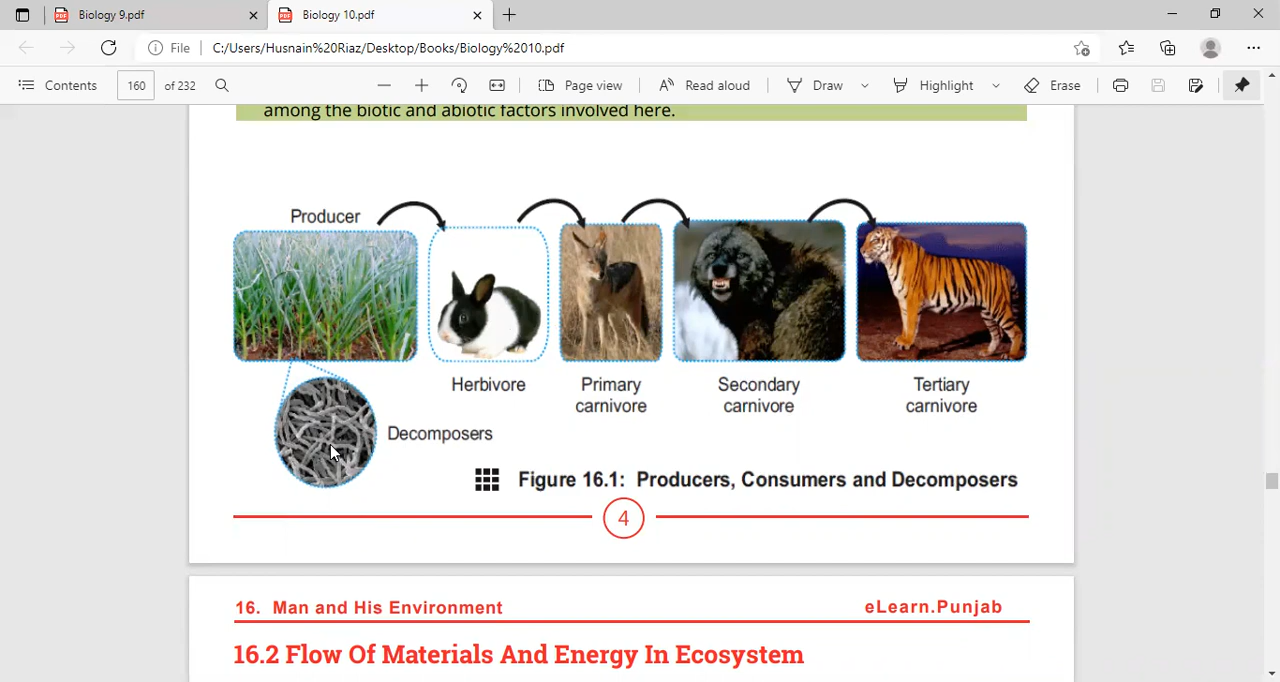 Biology 9.pdf
Biology 10.pdf
File
C:/Users/Husnain%20Riaz/Desktop/Books/Biology%2010.pdf
Contents
160 of 232
Page view
Read aloud
Draw
Highlight
Erase
among the biotic and abiotic factors involved here.
Producer
Herbivore
Primary
carnivore
Secondary
carnivore
Tertiary
carnivore
Decomposers
Figure 16.1: Producers, Consumers and Decomposers
4
16. Man and His Environment
eLearn.Punjab
16.2 Flow Of Materials And Energy In Ecosystem